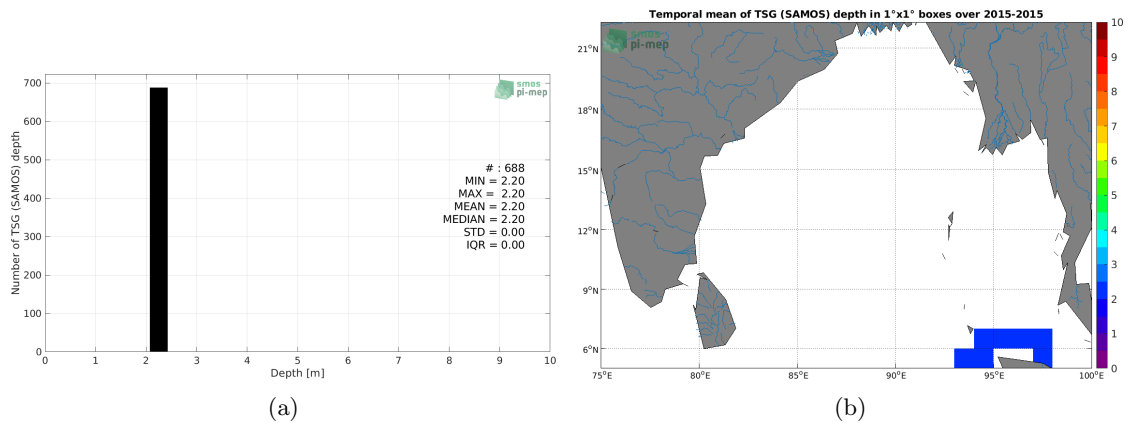 smos
pi-mep
700
600
500
400
300
200
100
0
Number of TSG (SAMOS) depth
# : 688
MIN = 2.20
MAX = 2.20
MEAN = 2.20
MEDIAN = 2.20
STD = 0.00
IQR = 0.00
0 1 2 3 4 5 6 7 8 9 10
Depth [m]
(a)
Temporal mean of TSG (SAMOS) depth in 1°x1° boxes over 2015-2015
smos
pi-mep
21°N
18°N
15°N
12°N
9°N
6°N
75°E 80°E 85°E 90°E 95°E 100°E
10
9
8
7
6
5
4
3
2
1
0
(b)